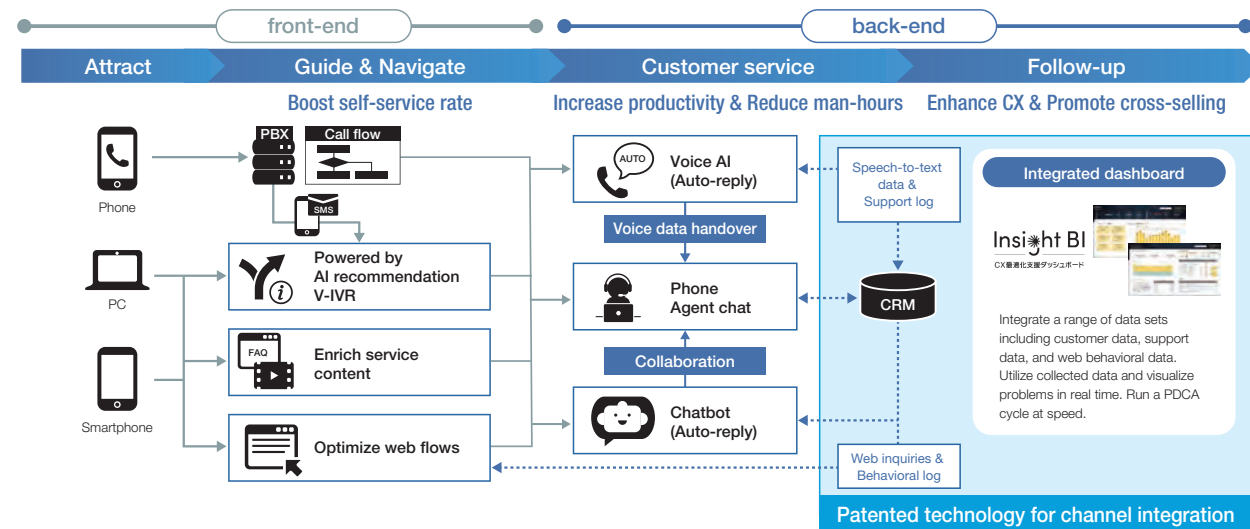 front-end
back-end
Attract
Guide & Navigate
Customer service
Follow-up
Boost self-service rate
Increase productivity & Reduce man-hours
Enhance CX & Promote cross-selling
Phone
PBX
Call flow
SMS
AUTO
Voice AI
(Auto-reply)
Speech-to-text
data &
Support log
Integrated dashboard
Voice data handover
Insight BI
CX最適化支援ダッシュボード
PC
Powered by
AI recommendation
V-IVR
Phone
Agent chat
CRM
Integrate a range of data sets
including customer data, support
data, and web behavioral data.
Utilize collected data and visualize
problems in real time. Run a PDCA
cycle at speed.
Smartphone
FAQ
Enrich service
content
Collaboration
Optimize web flows
Chatbot
(Auto-reply)
Web inquiries &
Behavioral log
Patented technology for channel integration